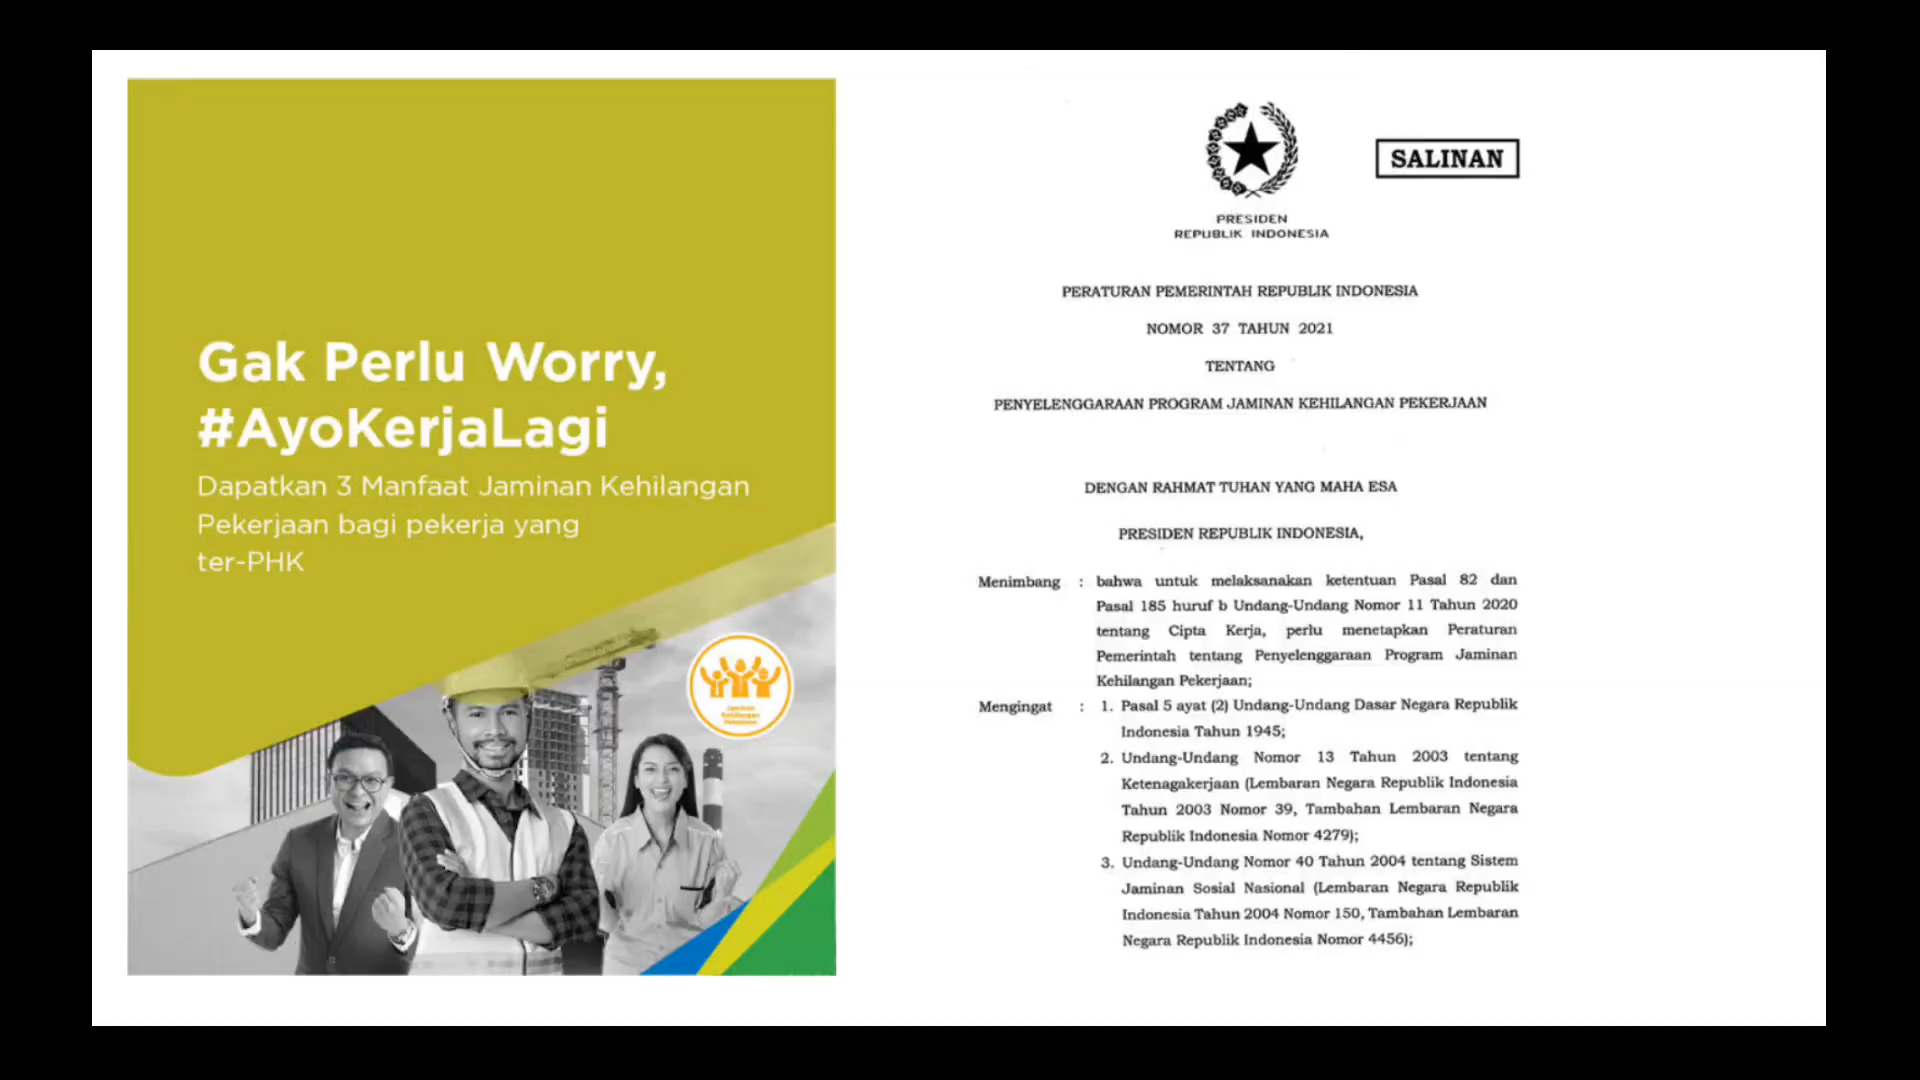 Gak Perlu Worry,
#AyoKerjaLagi
Dapatkan 3 Manfaat Jaminan Kehilangan
Pekerjaan bagi pekerja yang
ter-PHK
Jaminan
Kehilangan
Pekerjaan
SALINAN
PRESIDEN
REPUBLIK INDONESIA
PERATURAN PEMERINTAH REPUBLIK INDONESIA
NOMOR 37 TAHUN 2021
TENTANG
PENYELENGGARAAN PROGRAM JAMINAN KEHILANGAN PEKERJAAN
DENGAN RAHMAT TUHAN YANG MAHA ESA
PRESIDEN REPUBLIK INDONESIA,
Menimbang : bahwa untuk melaksanakan ketentuan Pasal 82 dan
Pasal 185 huruf b Undang-Undang Nomor 11 Tahun 2020
tentang Cipta Kerja, perlu menetapkan Peraturan
Pemerintah tentang Penyelenggaraan Program Jaminan
Kehilangan Pekerjaan;
Mengingat : 1. Pasal 5 ayat (2) Undang-Undang Dasar Negara Republik
Indonesia Tahun 1945;
2. Undang-Undang Nomor 13 Tahun 2003 tentang
Ketenagakerjaan (Lembaran Negara Republik Indonesia
Tahun 2003 Nomor 39, Tambahan Lembaran Negara
Republik Indonesia Nomor 4279);
3. Undang-Undang Nomor 40 Tahun 2004 tentang Sistem
Jaminan Sosial Nasional (Lembaran Negara Republik
Indonesia Tahun 2004 Nomor 150, Tambahan Lembaran
Negara Republik Indonesia Nomor 4456);